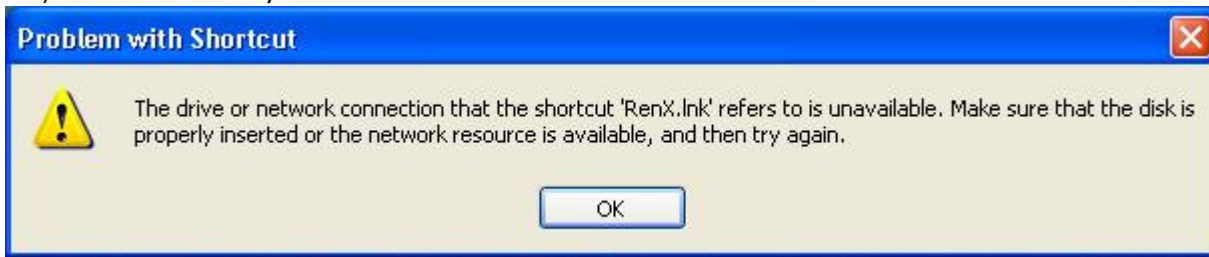 Problem with Shortcut
The drive or network connection that the shortcut 'RenX.lnk' refers to is unavailable. Make sure that the disk is
properly inserted or the network resource is available, and then try again.
OK